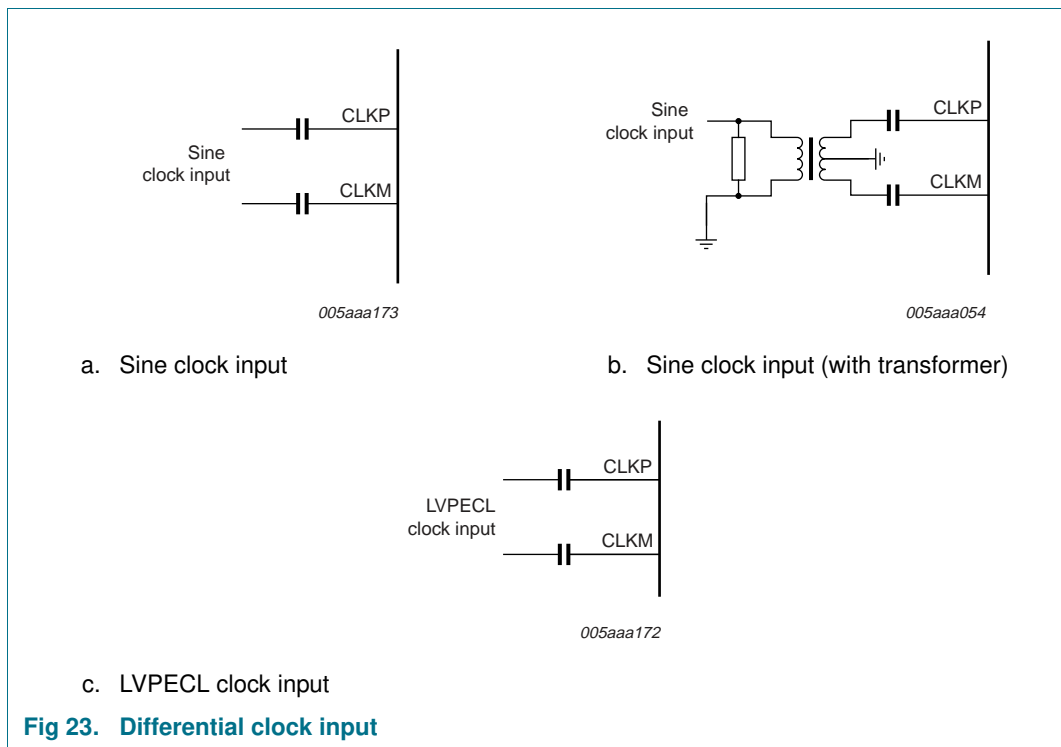 CLKP
Sine
clock input
CLKM
005aaa173
a. Sine clock input
Sine
clock input
CLKP
CLKM
005aaa054
b. Sine clock input (with transformer)
CLKP
LVPECL
clock input
CLKM
005aaa172
c. LVPECL clock input
Fig 23. Differential clock input